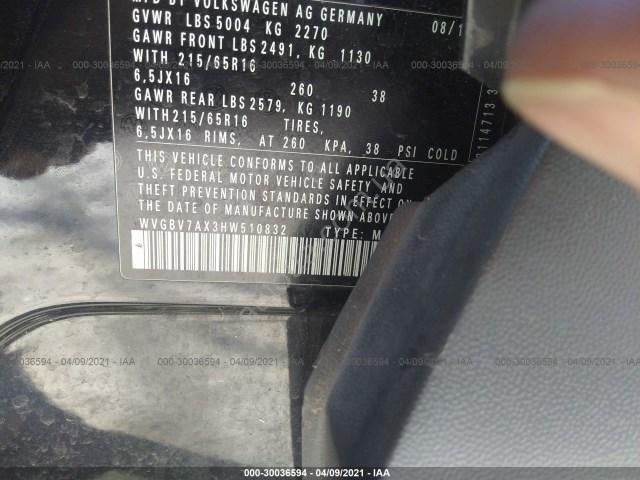 MFD BY VOLKSWAGEN AG GERMANY
08/1
GVWR LBS 5004 KG 2270
GAWR FRONT LBS 2491, KG 1130
WITH 215/65R16
6,5JX16 260 38
GAWR REAR LBS 2579, KG 1190
WITH 215/65R16 TIRES,
6,5JX16 RIMS, AT 260 KPA, 38 PSI COLD
THIS VEHICLE CONFORMS TO ALL APPLICABLE
U.S. FEDERAL MOTOR VEHICLE SAFETY AND
THEFT PREVENTION STANDARDS IN EFFECT ON
THE DATE OF MANUFACTURE SHOWN ABOVE.
WVGBV7AX3HW510832 TYPE: M
114713 3
000-30036594 - 04/09/2021 - IAA